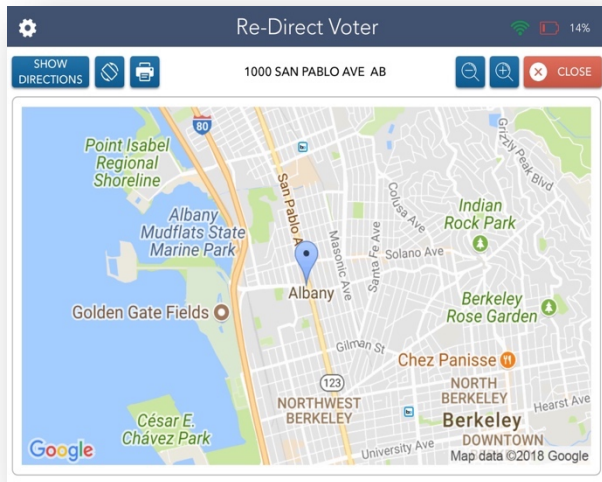 Re-Direct Voter
14%
SHOW
DIRECTIONS
1000 SAN PABLO AVE AB
CLOSE
80
Point Isabel
Regional
Shoreline
Grizzly Peak Blvd
San Pablo Ave
Colusa Ave
Indian
Rock Park
Albany
Mudflats State
Marine Park
Masonic Ave
Santa Fe Ave
Solano Ave
Albany
Golden Gate Fields
Berkeley
Rose Garden
Gilman St
Chez Panisse
123
NORTHWEST
BERKELEY
NORTH
BERKELEY
Hearst Ave
César E.
Chávez Park
Berkeley
DOWNTOWN
University Ave
Google
Map data ©2018 Google